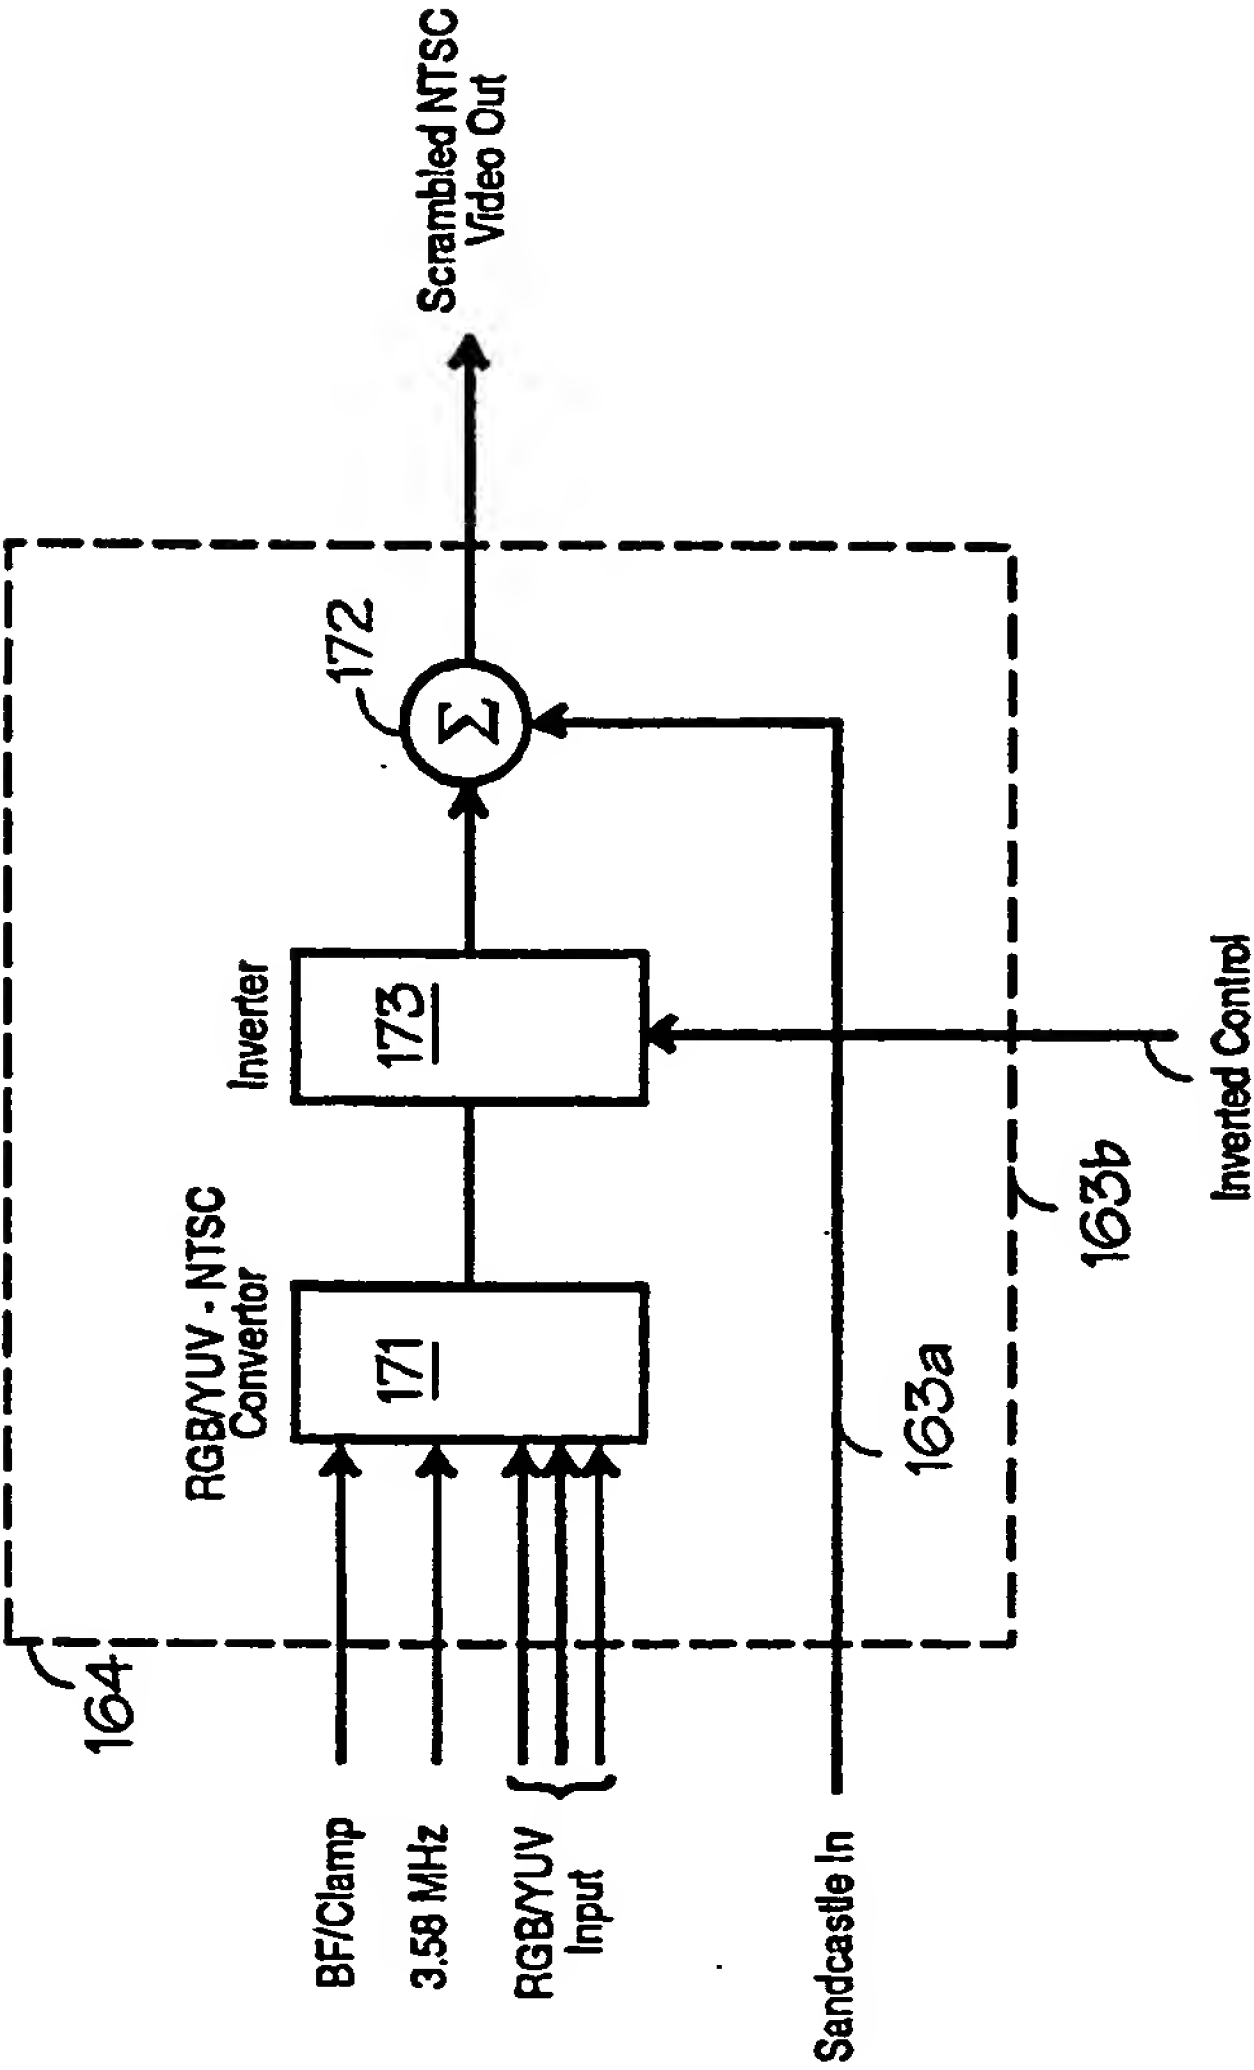 164
RGB/YUV - NTSC
Convertor
Inverter
172
Scrambled NTSC
Video Out
BF/Clamp
3.58 MHz
RGB/YUV
Input
171
173
Σ
Sandcastle In
163a
163b
Inverted Control